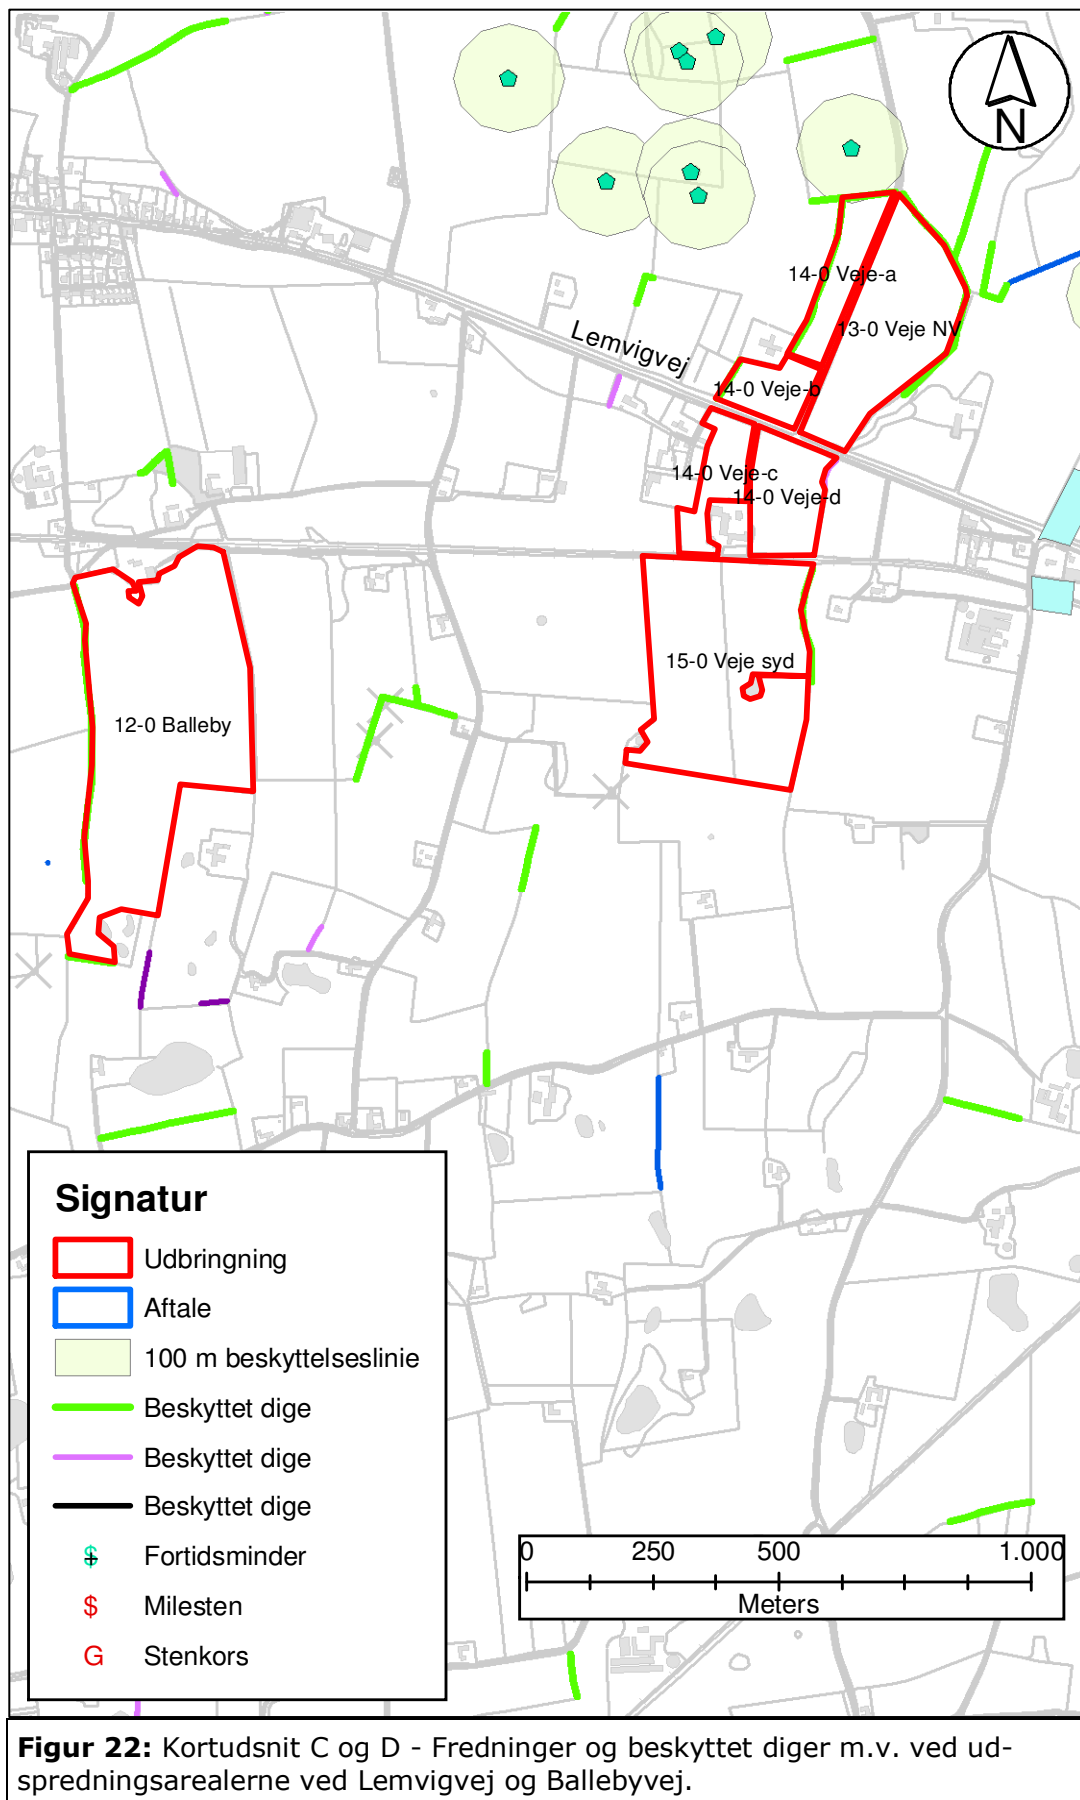 N
Lemvigvej
14-0 Veje-a
13-0 Veje NV
14-0 Veje-b
14-0 Veje-c
14-0 Veje-d
15-0 Veje syd
12-0 Balleby
Signatur
Udbringning
Aftale
100 m beskyttelseslinie
Beskyttet dige
Beskyttet dige
Beskyttet dige
$ Fortidsminder
$ Milesten
G Stenkors
0 250 500 1.000
Meters
Figur 22: Kortudsnit C og D - Fredninger og beskyttet diger m.v. ved ud-
spredningsarealerne ved Lemvigvej og Ballebyvej.